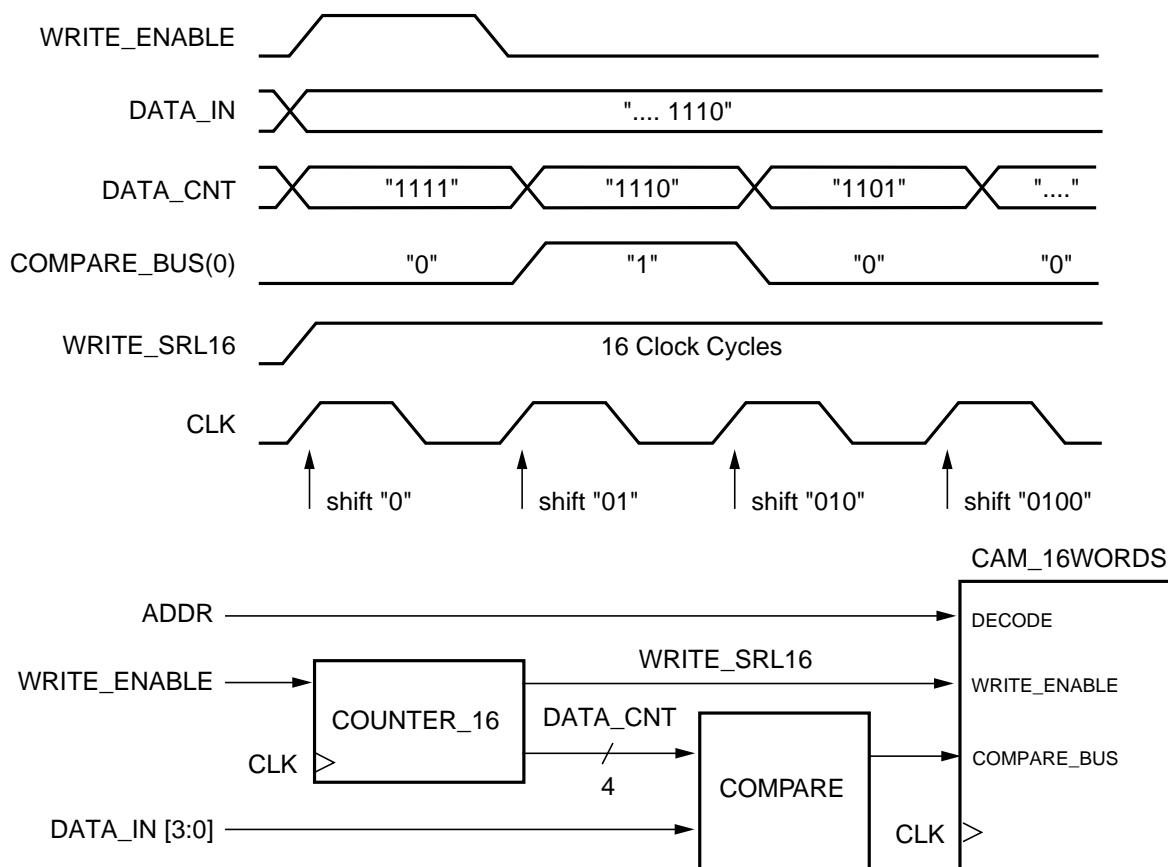 WRITE_ENABLE
DATA_IN
".... 1110"
DATA_CNT
"1111" "1110" "1101" "...."
COMPARE_BUS(0)
"0" "1" "0" "0"
WRITE_SRL16
16 Clock Cycles
CLK
shift "0" shift "01" shift "010" shift "0100"
CAM_16WORDS
ADDR
DECODE
WRITE_ENABLE
WRITE_SRL16
WRITE_ENABLE
COUNTER_16
DATA_CNT
CLK
4
COMPARE
COMPARE_BUS
DATA_IN [3:0]
CLK